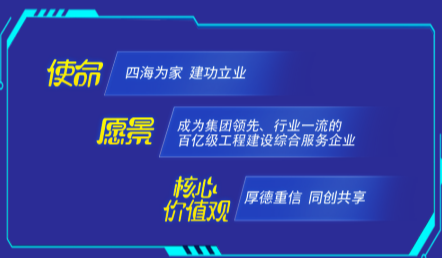 使命
四海为家 建功立业
愿景
成为集团领先、行业一流的
百亿级工程建设综合服务企业
核心
价值观
厚德重信 同创共享